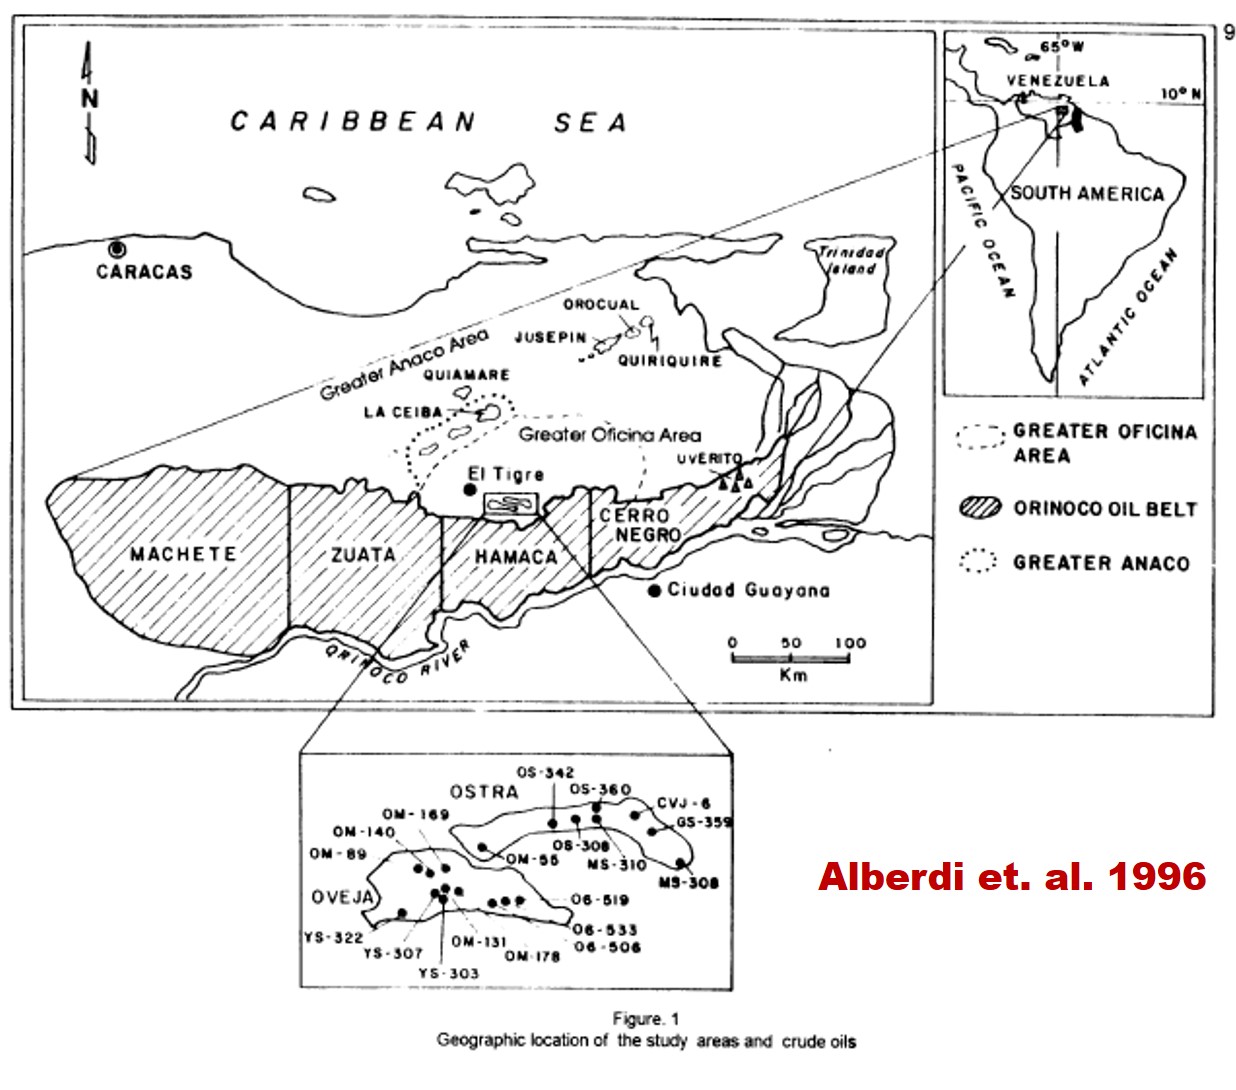 9
N
CARIBBEAN SEA
CARACAS
Trinidad
Island
OROCUAL
JUSEPIN
QUIRIQUIRE
Greater Anaco Area
QUIAMARE
LA CEIBA
Greater Oficina Area
UVERITO
El Tigre
CERRO
NEGRO
MACHETE
ZUATA
HAMACA
Ciudad Guayana
ORINOCO RIVER
0 50 100
Km
65° W
VENEZUELA
10° N
SOUTH AMERICA
PACIFIC OCEAN
ATLANTIC OCEAN
GREATER OFICINA
AREA
ORINOCO OIL BELT
GREATER ANACO
OS-342
OSTRA
OS-360
CVJ-6
GS-359
OM-169
OM-140
OM-89
OM-55
OS-308
MS-310
MS-308
OVEJA
O6-519
O6-533
O6-506
YS-322
YS-307
OM-131
OM-178
YS-303
Alberdi et. al. 1996
Figure. 1
Geographic location of the study areas and crude oils